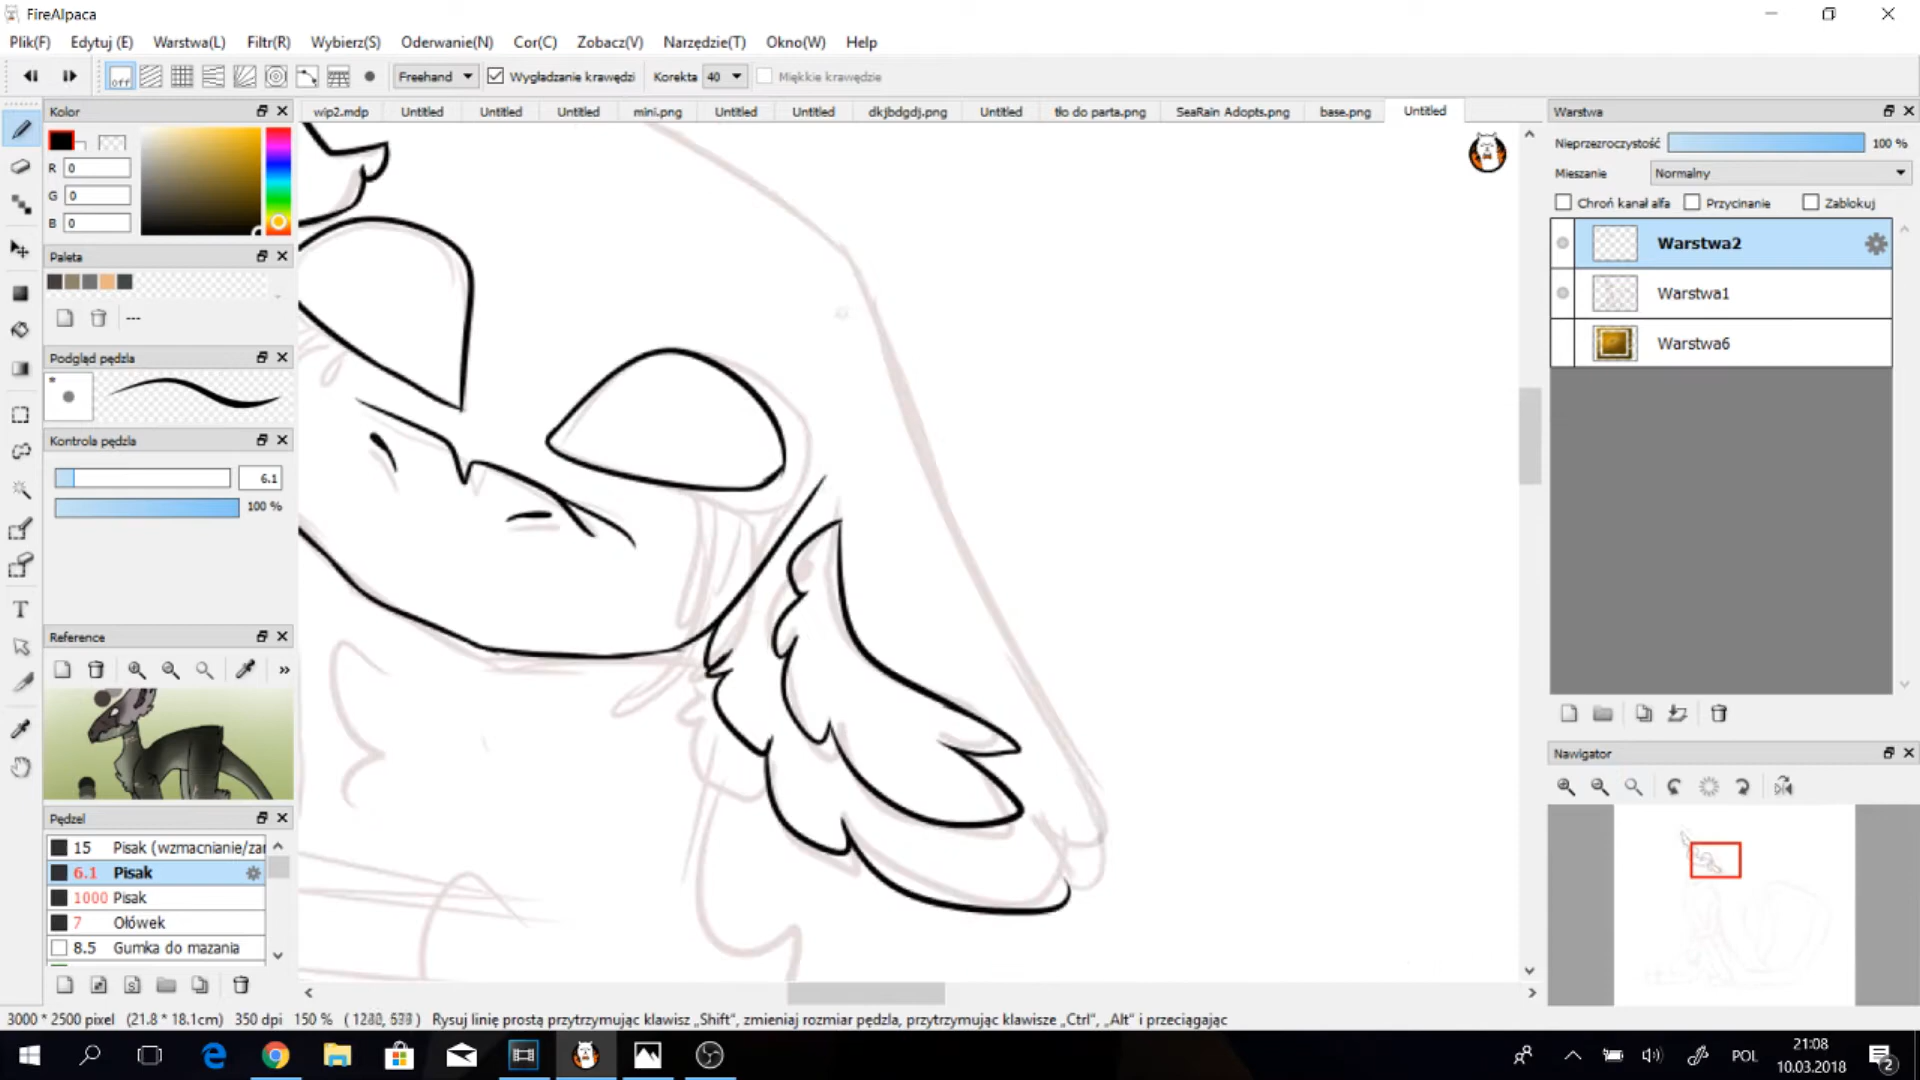 FireAlpaca
Plik(F) Edytuj (E) Warstwa(L) Filtr(R) Wybierz(S) Oderwanie(N) Cor(C) Zobacz(V) Narzędzie(T) Okno(W) Help
off Freehand Wygładzanie krawędzi Korekta 40 Miękkie krawędzie
Kolor wip2.mdp Untitled Untitled Untitled mini.png Untitled Untitled dkjbdgdj.png Untitled tło do parta.png SeaRain Adopts.png base.png Untitled Warstwa
Nieprzezroczystość 100 %
R 0
Mieszanie Normalny
G 0
Chroń kanał alfa Przycinanie Zablokuj
B 0
Warstwa2
Paleta
Warstwa1
---
Warstwa6
Podgląd pędzla
Kontrola pędzla
6.1
100 %
Reference
»
Nawigator
Pędzel
15 Pisak (wzmacnianie/zar
6.1 Pisak
1000 Pisak
7 Ołówek
8.5 Gumka do mazania
3000 * 2500 pixel (21.8 * 18.1cm) 350 dpi 150 % Rysuj linię prostą przytrzymując klawisz „Shift", zmieniaj rozmiar pędzla, przytrzymując klawisze „Ctrl", „Alt" i przeciągając
POL 21:08
10.03.2018 2